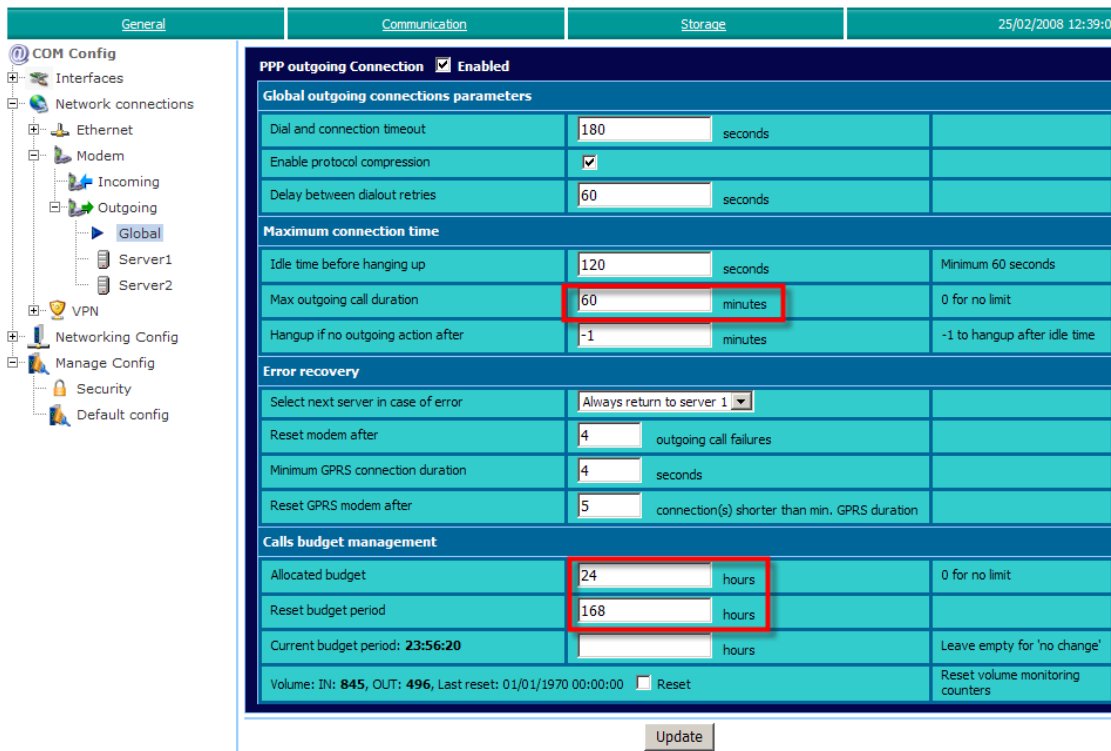 General Communication Storage 25/02/2008 12:39:0
COM Config
Interfaces
Network connections
Ethernet
Modem
Incoming
Outgoing
Global
Server1
Server2
VPN
Networking Config
Manage Config
Security
Default config
PPP outgoing Connection Enabled
Global outgoing connections parameters
Dial and connection timeout 180 seconds
Enable protocol compression
Delay between dialout retries 60 seconds
Maximum connection time
Idle time before hanging up 120 seconds Minimum 60 seconds
Max outgoing call duration 60 minutes 0 for no limit
Hangup if no outgoing action after -1 minutes -1 to hangup after idle time
Error recovery
Select next server in case of error Always return to server 1
Reset modem after 4 outgoing call failures
Minimum GPRS connection duration 4 seconds
Reset GPRS modem after 5 connection(s) shorter than min. GPRS duration
Calls budget management
Allocated budget 24 hours 0 for no limit
Reset budget period 168 hours
Current budget period: 23:56:20 hours Leave empty for 'no change'
Volume: IN: 845, OUT: 496, Last reset: 01/01/1970 00:00:00 Reset Reset volume monitoring
counters
Update